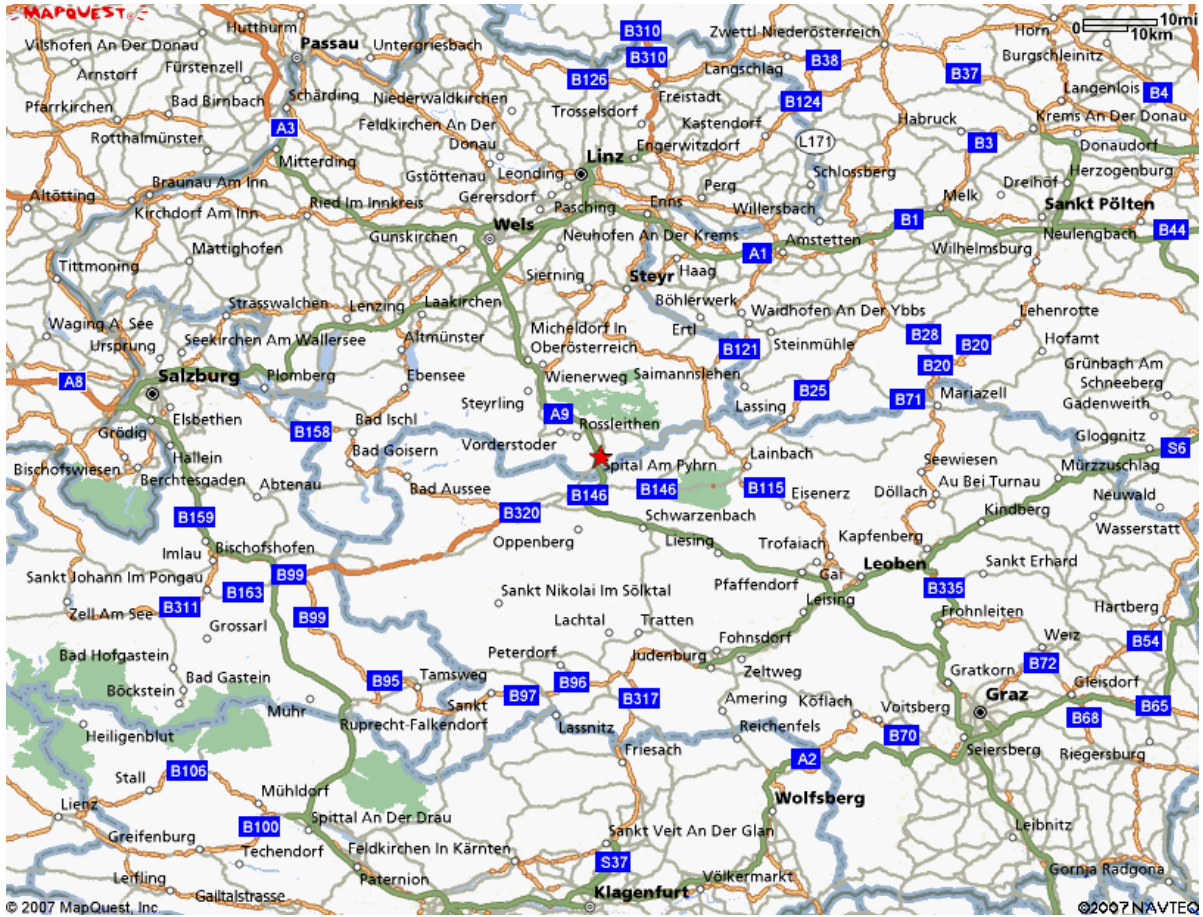 MAPQUEST
10mi
10km
Hutthurm
Passau
Untergriesbach
B310
B310
Zwettl Niederösterreich
Horn
Burgschleinitz
Vilshofen An Der Donau
Arnstorf
Fürstenzell
B126
Langschlag
B38
B37
Langenlois
B4
Pfarrkirchen
Bad Birnbach
Schärding
Niederwaldkirchen
Trosselsdorf
Freistadt
B124
Rotthalmünster
A3
Feldkirchen An Der
Donau
Kastendorf
Habruck
Krems An Der Donau
Mitterding
Linz
Engerwitzdorf
L171
B3
Donaudorf
Altötting
Braunau Am Inn
Gstöttenau
Leonding
Schlossberg
Herzogenburg
Kirchdorf Am Inn
Ried Im Innkreis
Gerersdorf
Pasching
Enns
Perg
Willersbach
Melk
Dreihöf
Sankt Pölten
B1
Mattighofen
Gunskirchen
Wels
Neuhofen An Der Krems
A1
Amstetten
Wilhelmsburg
Neulengbach
B44
Tittmoning
Sierning
Steyr
Haag
Strasswalchen
Lenzing
Laakirchen
Böhlerwerk
Waidhofen An Der Ybbs
Lehenrotte
Waging A. See
Ursprung
Seekirchen Am Wallersee
Altmünster
Micheldorf In
Oberösterreich
Ertl
Steinmühle
B28
B20
Hofamt
B121
B20
Grünbach Am
Schneeberg
A8
Salzburg
Plomberg
Ebensee
Wienerweg
Saimannslehen
B25
B71
Mariazell
Gadenweith
Elsbethen
Steyrling
A9
Rossleithen
Lassing
Grödig
B158
Bad Ischl
Vorderstoder
Gloggnitz
S6
Bischofswiesen
Hallein
Bad Goisern
Spital Am Pyhrn
Lainbach
Seewiesen
Mürzzuschlag
Berchtesgaden
Abtenau
Bad Aussee
B146
B146
B115
Eisenerz
Döllach
Au Bei Turnau
Neuwald
B159
B320
Schwarzenbach
Kindberg
Wasserstatt
Imlau
Bischofshofen
Oppenberg
Liesing
Trofaiach
Kapfenberg
Sankt Johann Im Pongau
B99
Pfaffendorf
Gai
Leoben
Sankt Erhard
B163
Sankt Nikolai Im Sölktal
B335
Zell Am See
B311
B99
Leising
Frohnleiten
Hartberg
Grossarl
Lachtal
Tratten
Fohnsdorf
Weiz
B54
Bad Hofgastein
Peterdorf
Judenburg
Zeltweg
B72
Böckstein
Bad Gastein
B95
Tamsweg
B96
Gratkorn
Gleisdorf
Sankt
B97
B317
Amering
Köflach
Graz
B65
Muhr
Ruprecht-Falkendorf
Lassnitz
Voitsberg
B68
Heiligenblut
Reichenfels
B70
Friesach
Seiersberg
Riegersburg
Stall
B106
A2
Mühldorf
Wolfsberg
Lienz
B100
Spittal An Der Drau
Leibnitz
Greifenburg
Sankt Veit An Der Glan
Techendorf
Feldkirchen In Kärnten
S37
Gornja Radgona
Leifling
Gailtalstrasse
Paternion
Völkermarkt
Klagenfurt
© 2007 MapQuest, Inc
©2007 NAVTEQ